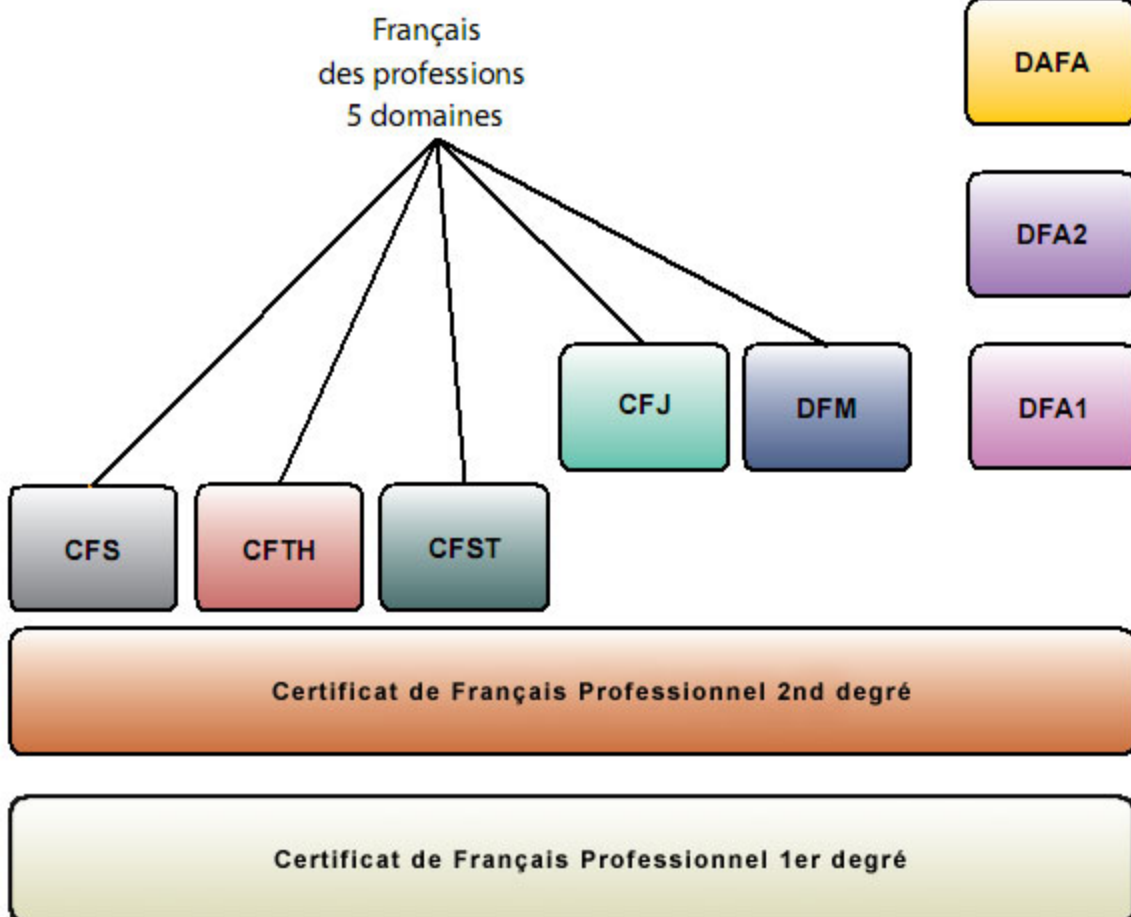 Français
des professions
5 domaines
DAFA
DFA2
CFJ
DFM
DFA1
CFS
CFTH
CFST
Certificat de Français Professionnel 2nd degré
Certificat de Français Professionnel 1er degré